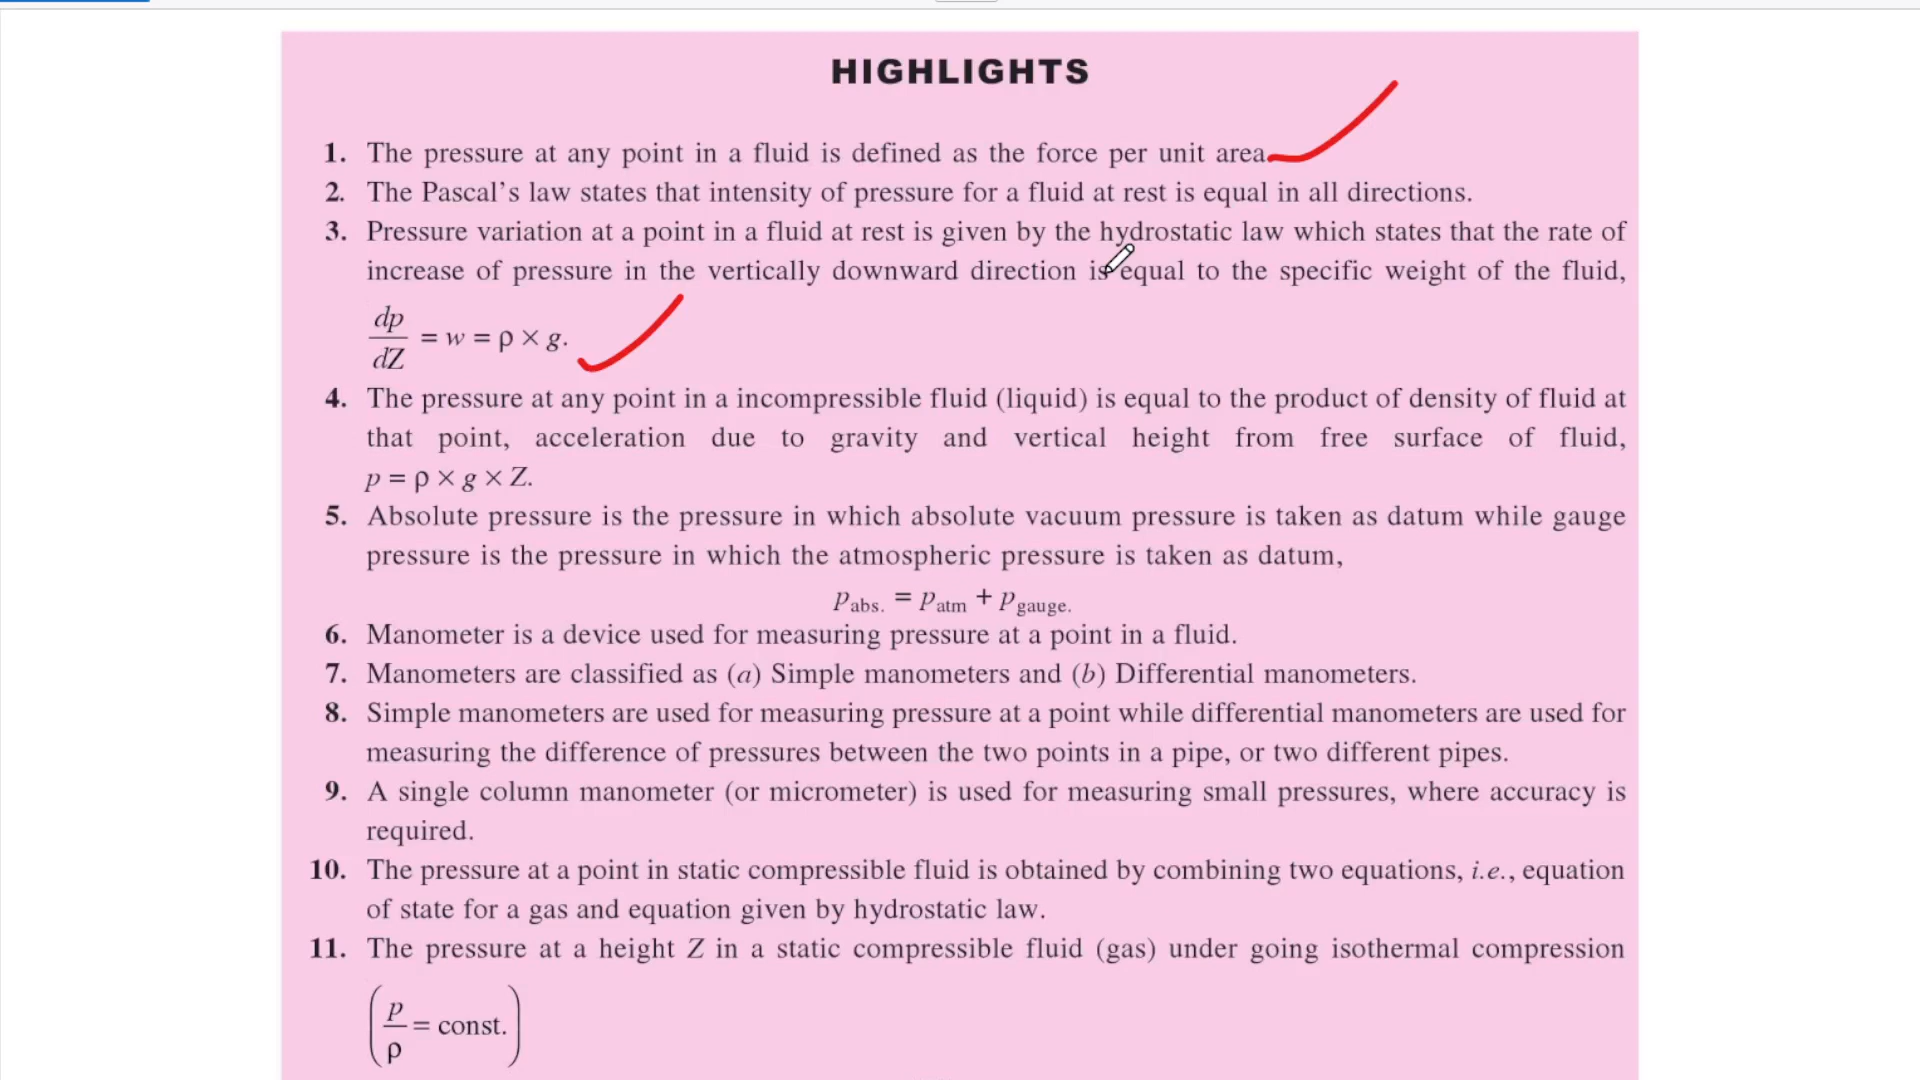 HIGHLIGHTS
1. The pressure at any point in a fluid is defined as the force per unit area.
2. The Pascal's law states that intensity of pressure for a fluid at rest is equal in all directions.
3. Pressure variation at a point in a fluid at rest is given by the hydrostatic law which states that the rate of
increase of pressure in the vertically downward direction is equal to the specific weight of the fluid,
dp/dZ = w = ρ × g.
4. The pressure at any point in a incompressible fluid (liquid) is equal to the product of density of fluid at
that point, acceleration due to gravity and vertical height from free surface of fluid,
p = ρ × g × Z.
5. Absolute pressure is the pressure in which absolute vacuum pressure is taken as datum while gauge
pressure is the pressure in which the atmospheric pressure is taken as datum,
p abs. = p atm + p gauge.
6. Manometer is a device used for measuring pressure at a point in a fluid.
7. Manometers are classified as (a) Simple manometers and (b) Differential manometers.
8. Simple manometers are used for measuring pressure at a point while differential manometers are used for
measuring the difference of pressures between the two points in a pipe, or two different pipes.
9. A single column manometer (or micrometer) is used for measuring small pressures, where accuracy is
required.
10. The pressure at a point in static compressible fluid is obtained by combining two equations, i.e., equation
of state for a gas and equation given by hydrostatic law.
11. The pressure at a height Z in a static compressible fluid (gas) under going isothermal compression
(p/ρ = const.)